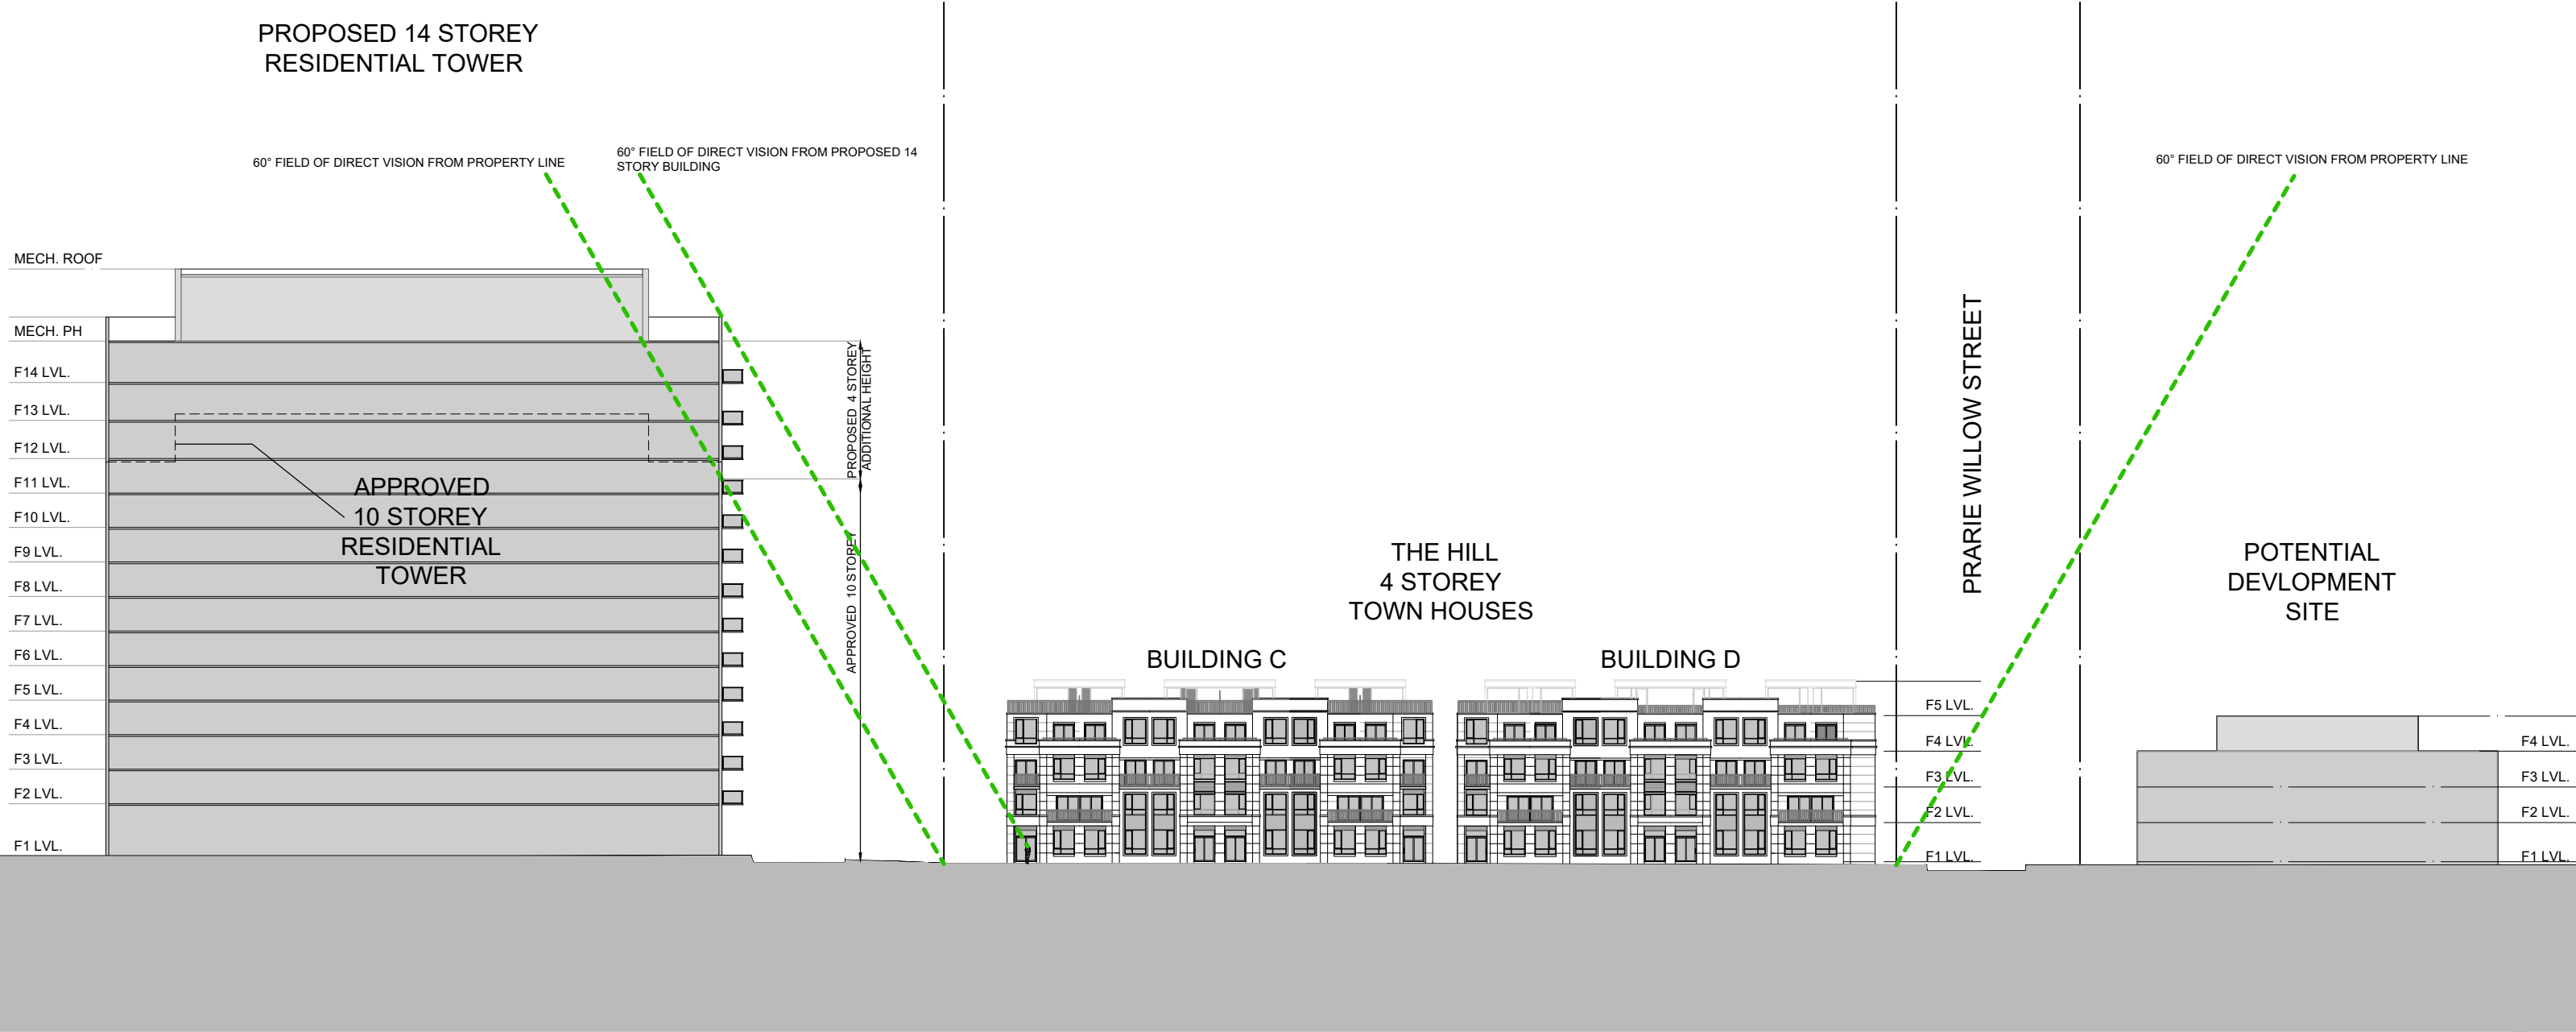 PROPOSED 14 STOREY
RESIDENTIAL TOWER
60° FIELD OF DIRECT VISION FROM PROPERTY LINE
60° FIELD OF DIRECT VISION FROM PROPOSED 14
STORY BUILDING
60° FIELD OF DIRECT VISION FROM PROPERTY LINE
MECH. ROOF
MECH. PH
F14 LVL.
F13 LVL.
F12 LVL.
F11 LVL.
F10 LVL.
F9 LVL.
F8 LVL.
F7 LVL.
F6 LVL.
F5 LVL.
F4 LVL.
F3 LVL.
F2 LVL.
F1 LVL.
APPROVED
10 STOREY
RESIDENTIAL
TOWER
PROPOSED 4 STOREY
ADDITIONAL HEIGHT
APPROVED 10 STOREY
THE HILL
4 STOREY
TOWN HOUSES
BUILDING C
BUILDING D
PRARIE WILLOW STREET
F5 LVL.
F4 LVL.
F3 LVL.
F2 LVL.
F1 LVL.
POTENTIAL
DEVLOPMENT
SITE
F4 LVL.
F3 LVL.
F2 LVL.
F1 LVL.